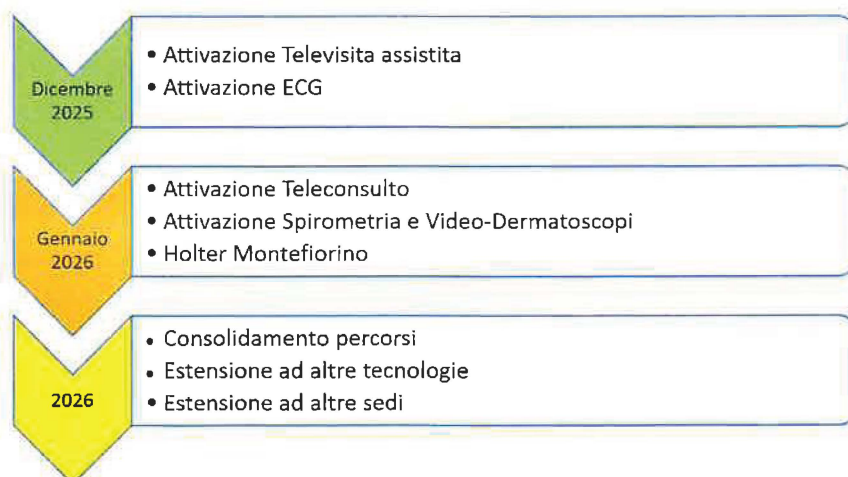 Dicembre
2025
• Attivazione Televisita assistita
• Attivazione ECG
Gennaio
2026
• Attivazione Teleconsulto
• Attivazione Spirometria e Video-Dermatoscopi
• Holter Montefiorino
2026
• Consolidamento percorsi
• Estensione ad altre tecnologie
• Estensione ad altre sedi